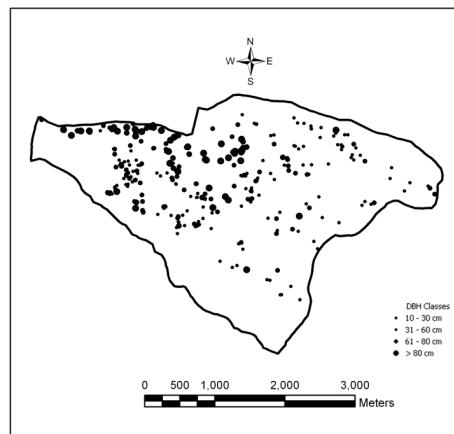 N
W E
S
DBH Classes
10 - 30 cm
31 - 60 cm
61 - 80 cm
> 80 cm
0 500 1,000 2,000 3,000
Meters